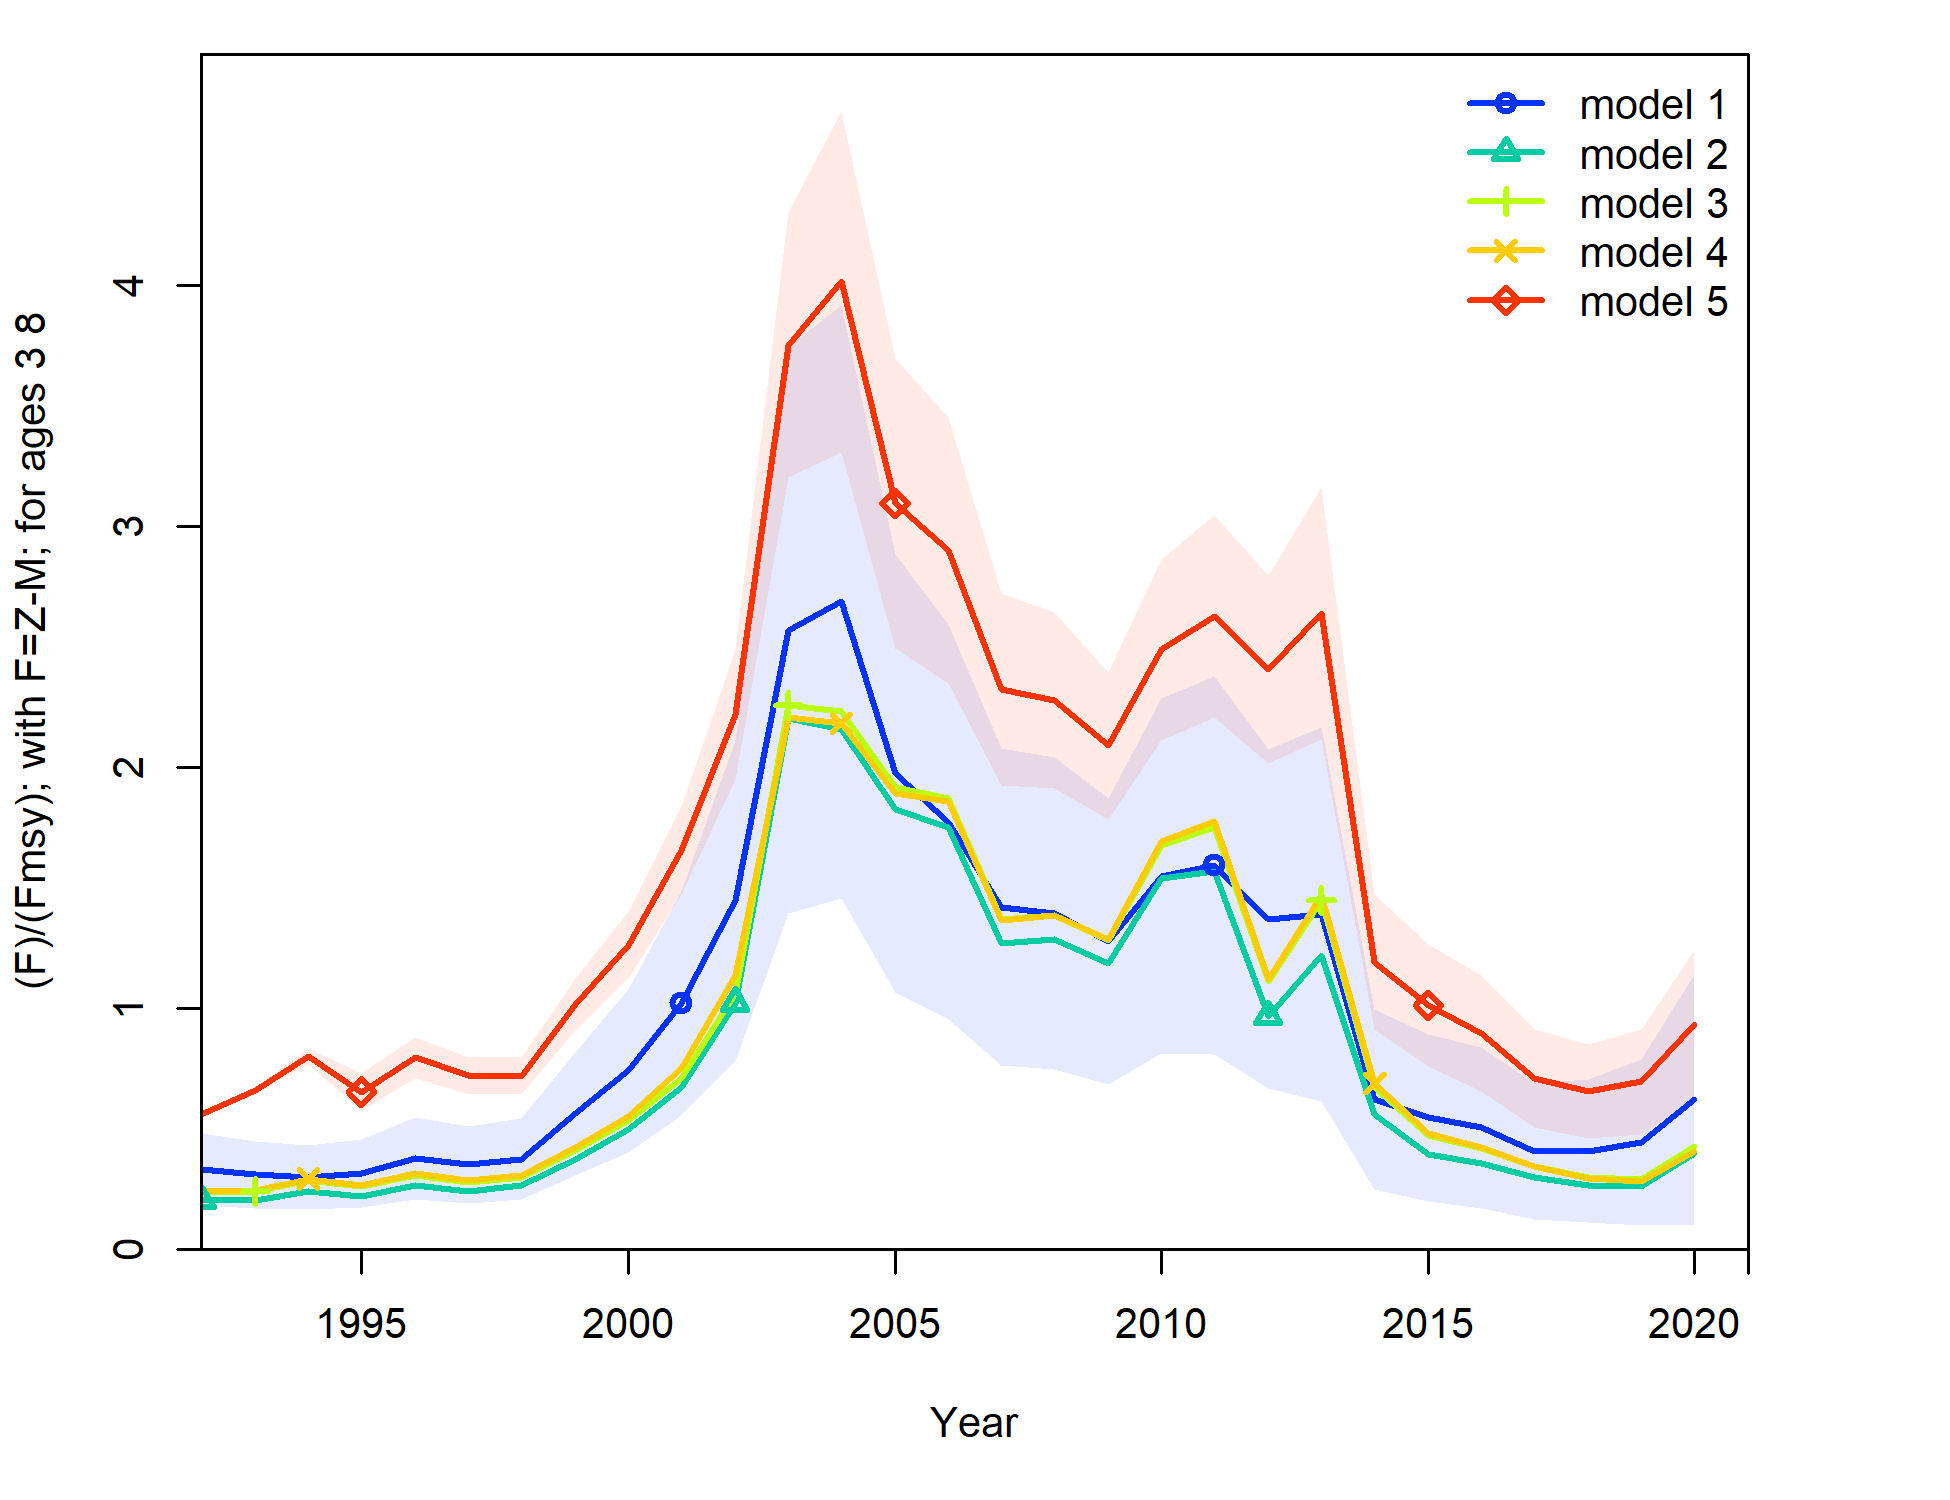 model 1
model 2
model 3
model 4
model 5
(F)/(Fmsy); with F=Z-M; for ages 3 8
4
3
2
1
0
1995 2000 2005 2010 2015 2020
Year